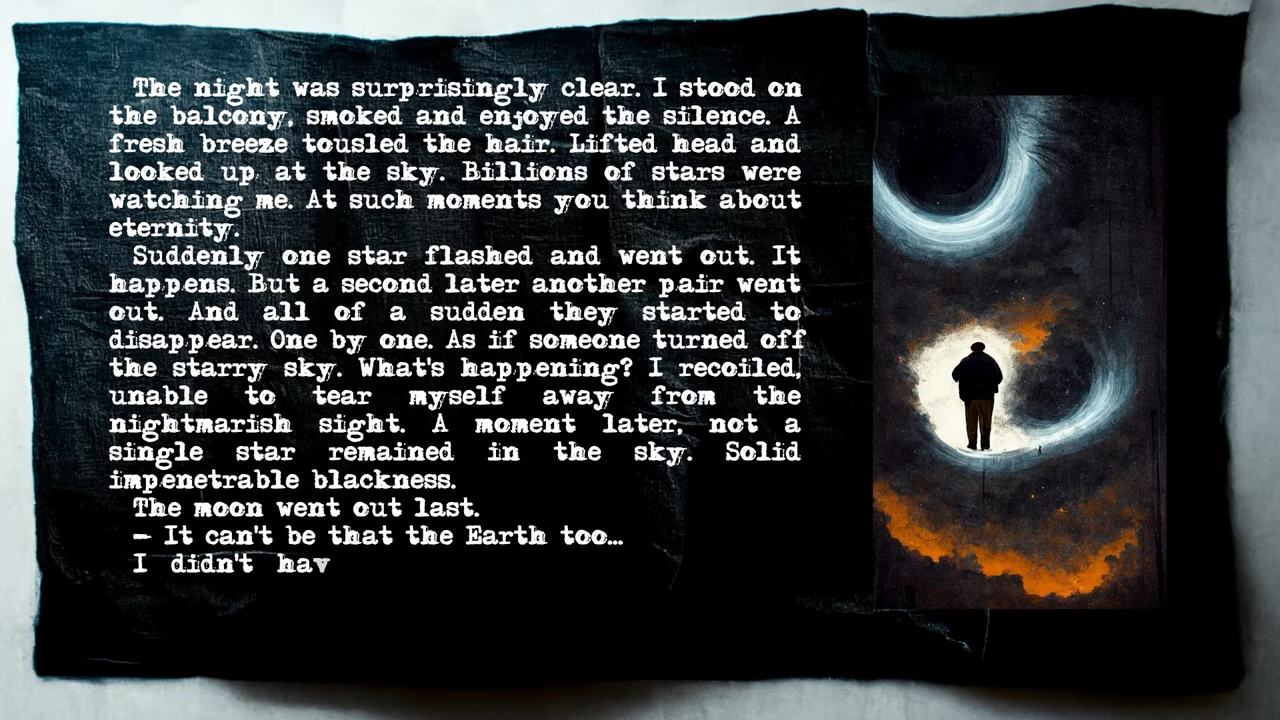 The night was surprisingly clear. I stood on
the balcony, smoked and enjoyed the silence. A
fresh breeze tousled the hair. Lifted head and
looked up at the sky. Billions of stars were
watching me. At such moments you think about
eternity.
Suddenly one star flashed and went out. It
happens. But a second later another pair went
out. And all of a sudden they started to
disappear. One by one. As if someone turned off
the starry sky. What's happening? I recoiled,
unable to tear myself away from the
nightmarish sight. A moment later, not a
single star remained in the sky. Solid
impenetrable blackness.
The moon went out last.
— It can't be that the Earth too...
I didn't hav